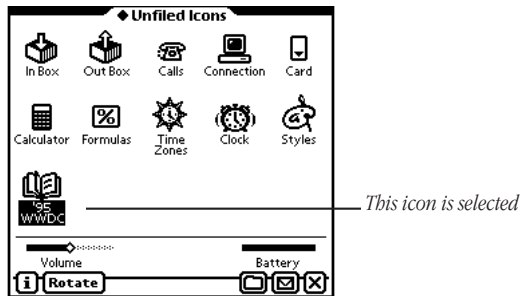 ◆ Unfiled Icons
In Box Out Box Calls Connection Card
Calculator Formulas Time Zones Clock Styles
'95
WWDC
This icon is selected
Volume Battery
i Rotate